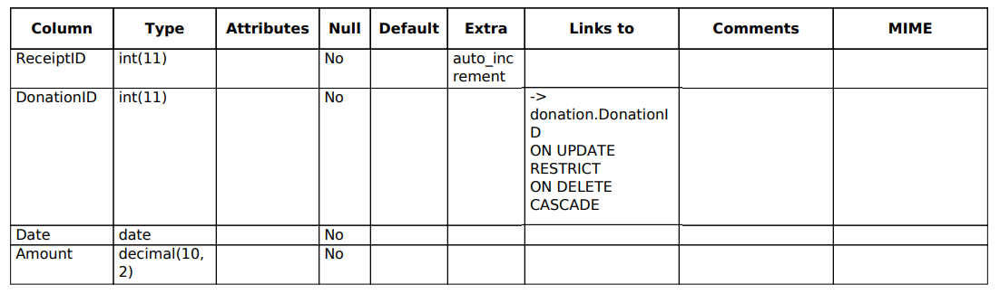 Column Type Attributes Null Default Extra Links to Comments MIME
ReceiptID int(11) No auto_inc
rement
DonationID int(11) No ->
donation.DonationI
D
ON UPDATE
RESTRICT
ON DELETE
CASCADE
Date date No
Amount decimal(10, No
2)